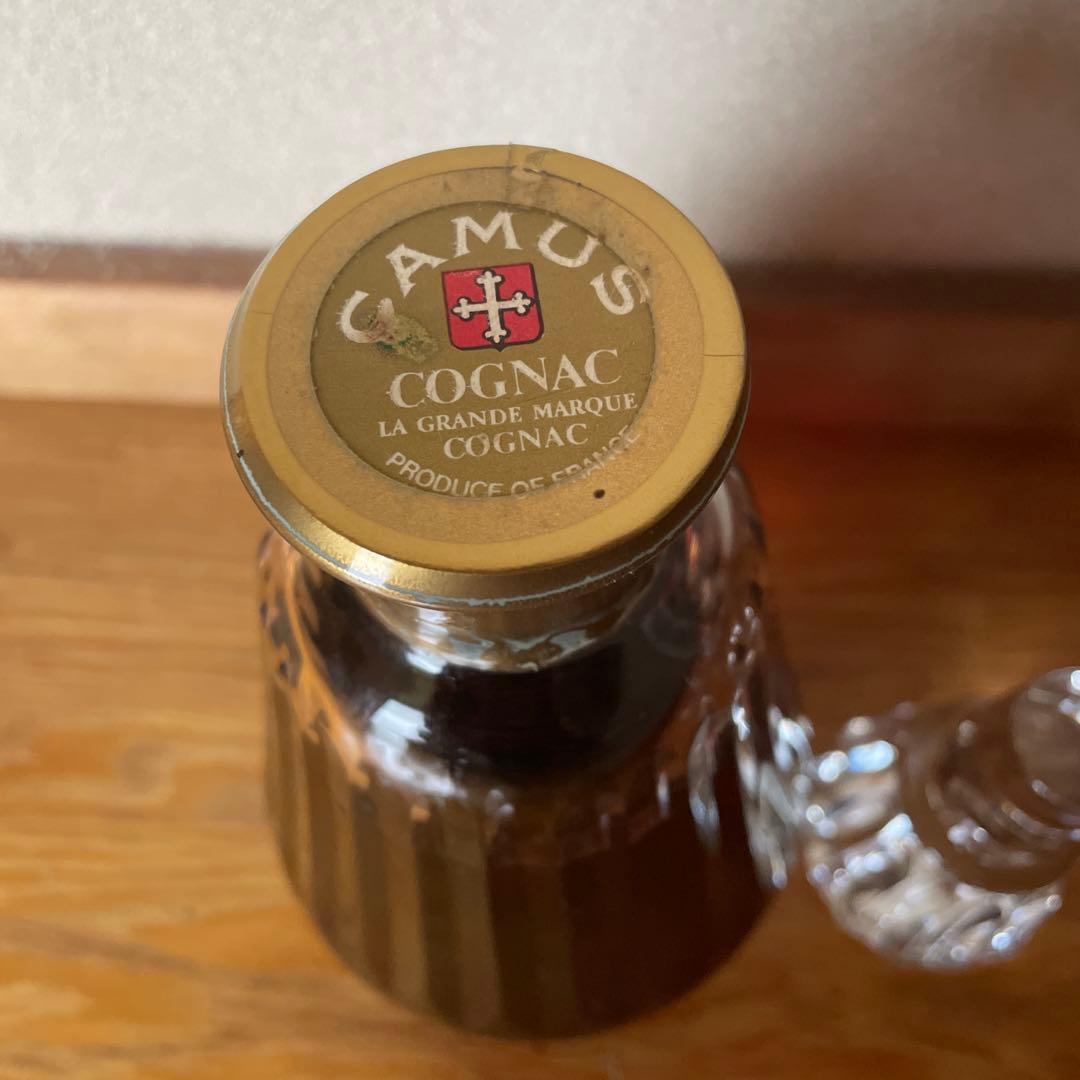 CAMUS
COGNAC
LA GRANDE MARQUE
COGNAC
PRODUCE OF FRANCE